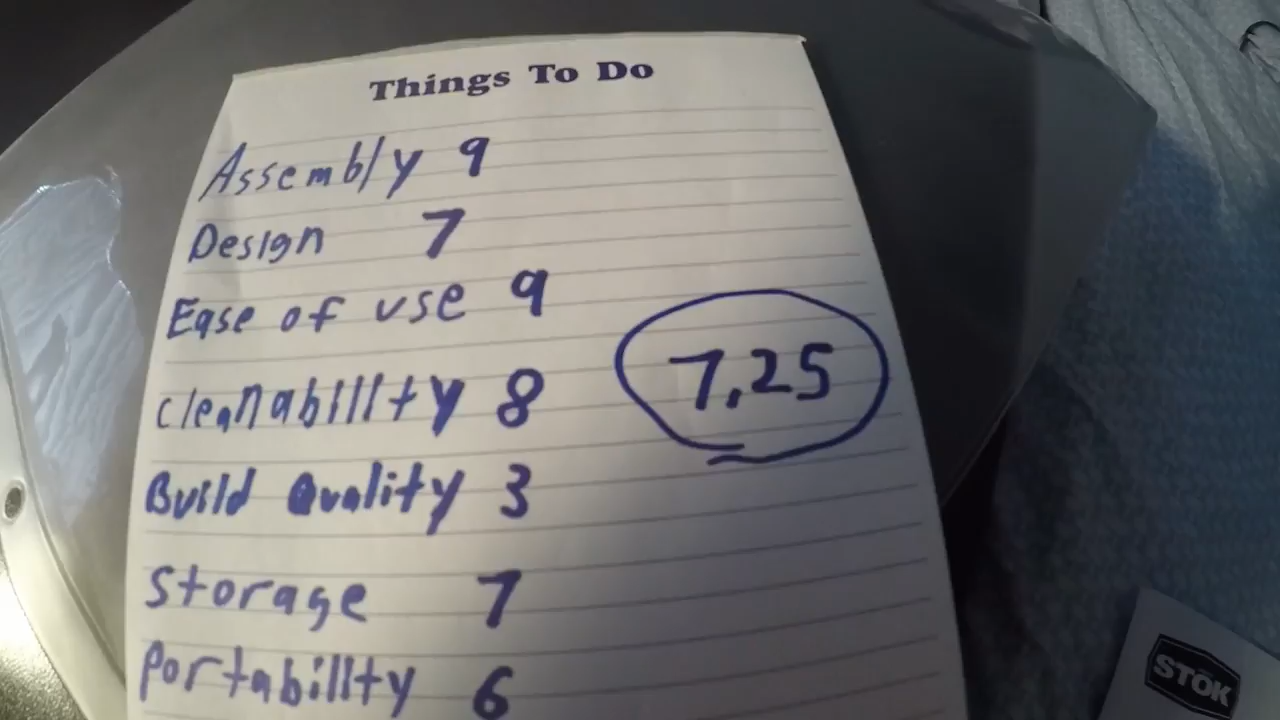 Things To Do
Assembly 9
Design 7
Ease of use 9
Cleanability 8
7.25
Build Quality 3
Storage 7
Portability 6
STŌK